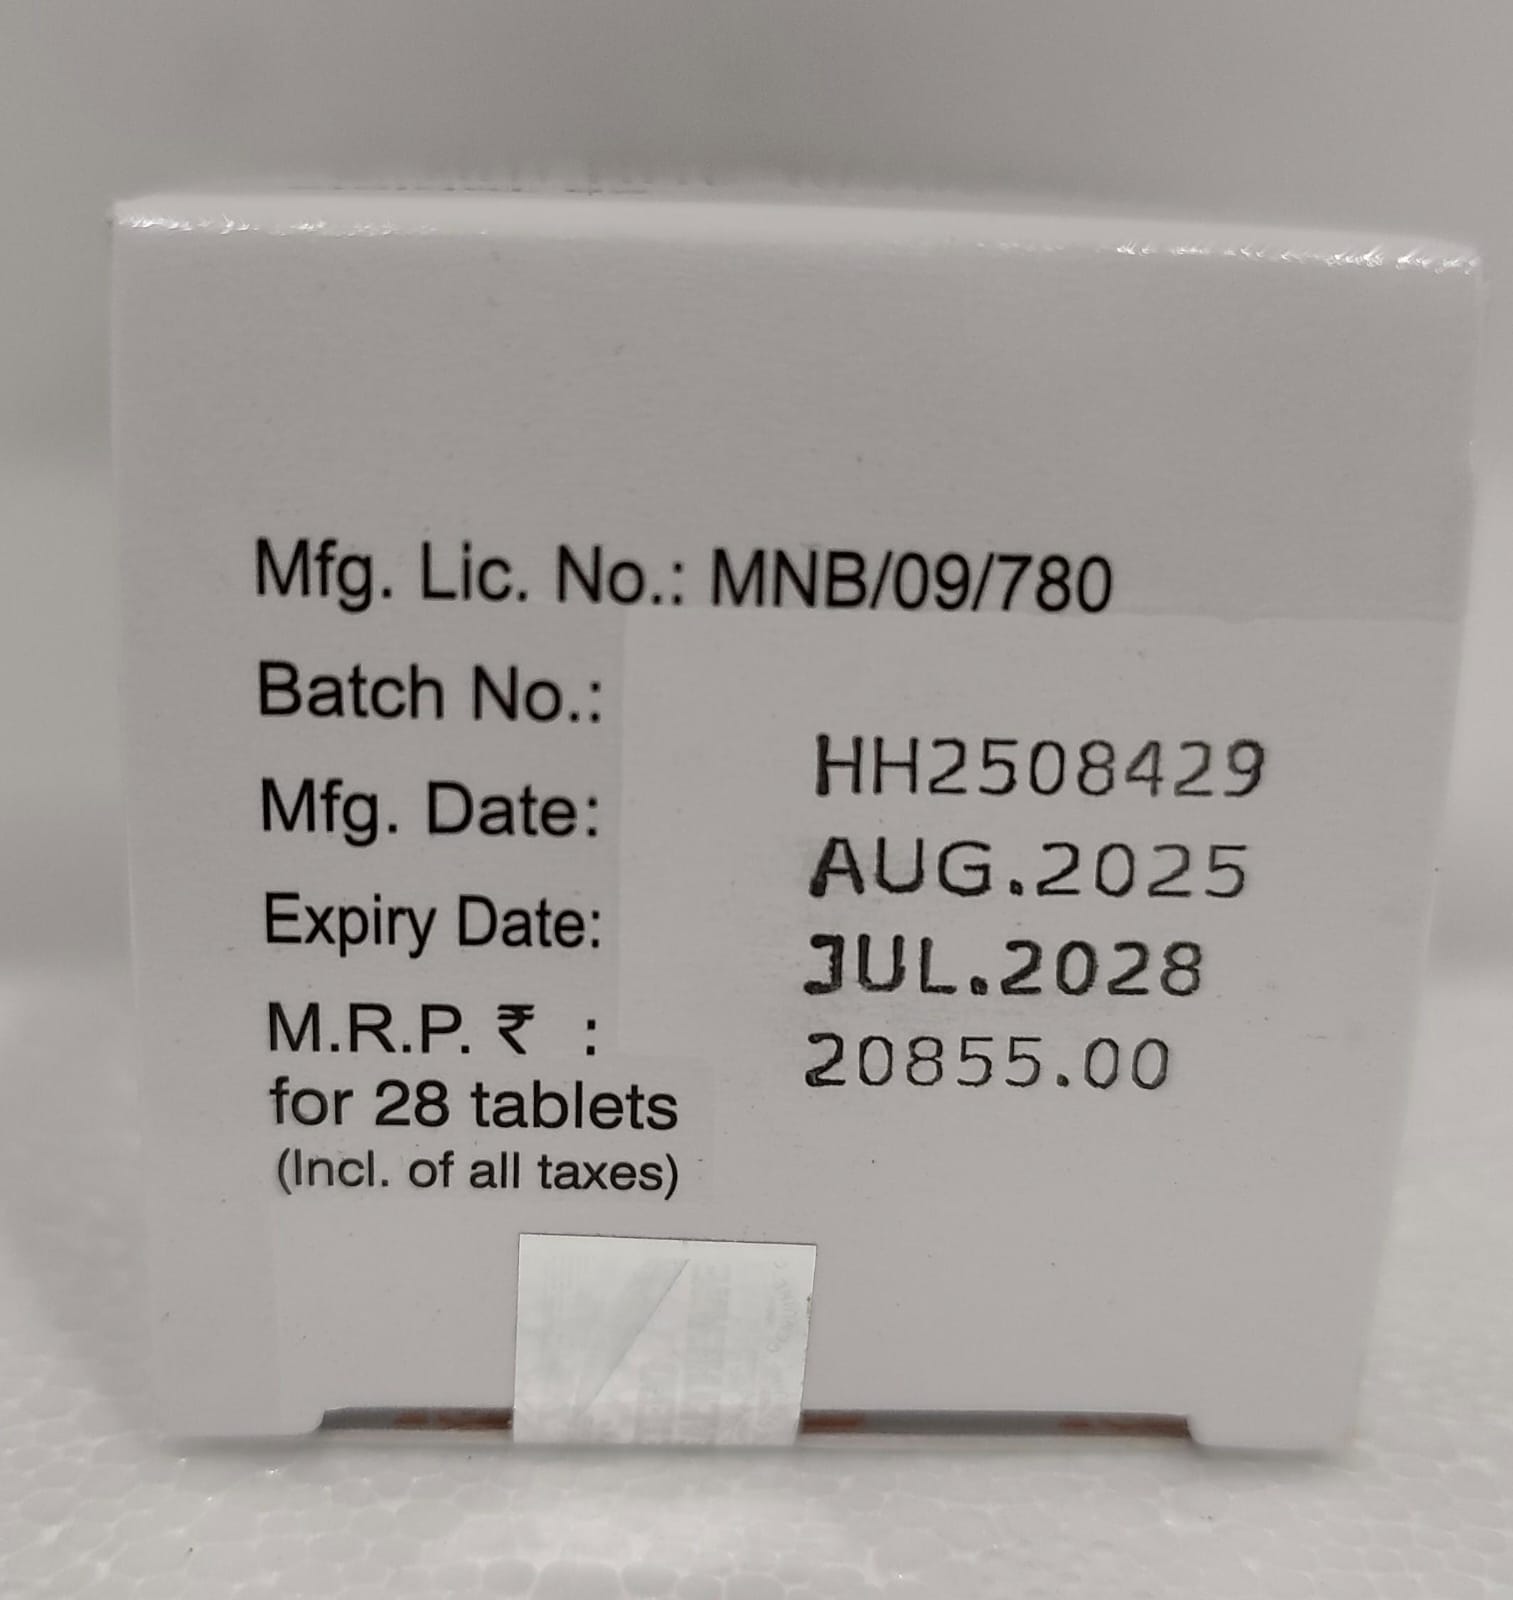 Mfg. Lic. No.: MNB/09/780
Batch No.: HH2508429
Mfg. Date: AUG.2025
Expiry Date: JUL.2028
M.R.P. ₹ : 20855.00
for 28 tablets
(Incl. of all taxes)